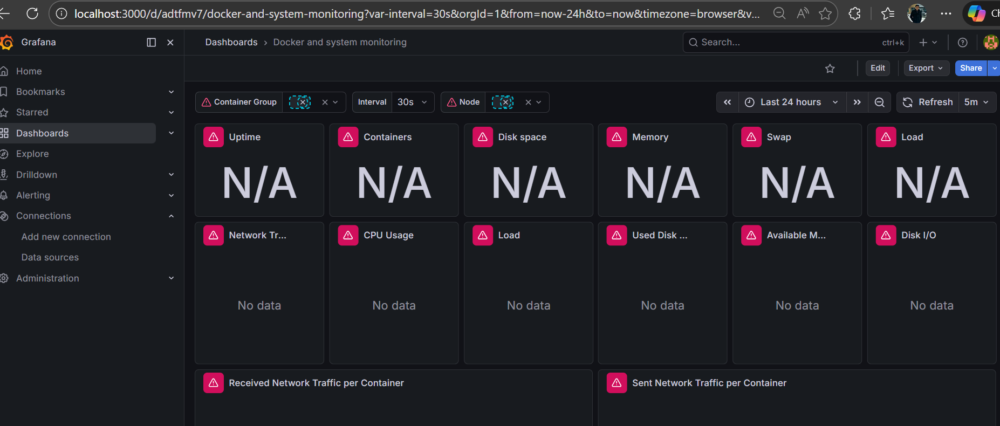 localhost:3000/d/adtfmv7/docker-and-system-monitoring?var-interval=30s&orgId=1&from=now-24h&to=now&timezone=browser&v...
Grafana
Dashboards › Docker and system monitoring
Search... ctrl+k
Home
Bookmarks
Starred
Dashboards
Explore
Drilldown
Alerting
Connections
Add new connection
Data sources
Administration
Edit Export Share
Container Group Interval 30s Node Last 24 hours Refresh 5m
Uptime Containers Disk space Memory Swap Load
N/A N/A N/A N/A N/A N/A
Network Tr... CPU Usage Load Used Disk ... Available M... Disk I/O
No data No data No data No data No data No data
Received Network Traffic per Container Sent Network Traffic per Container